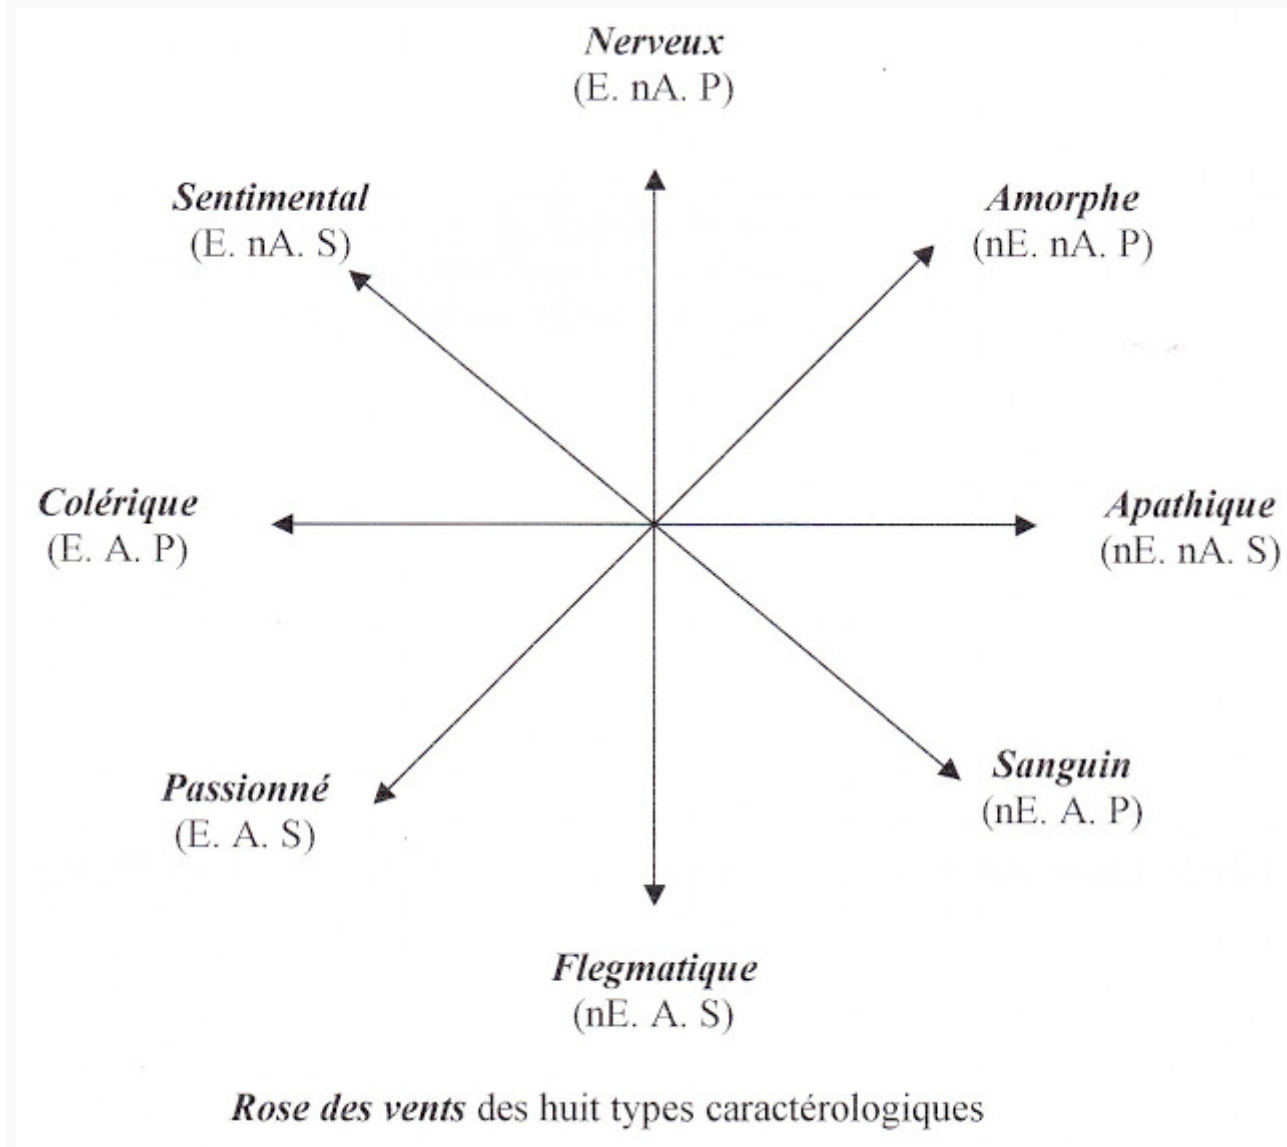 Nerveux
(E. nA. P)
Sentimental
(E. nA. S)
Amorphe
(nE. nA. P)
Colérique
(E. A. P)
Apathique
(nE. nA. S)
Passionné
(E. A. S)
Sanguin
(nE. A. P)
Flegmatique
(nE. A. S)
Rose des vents des huit types caractérologiques